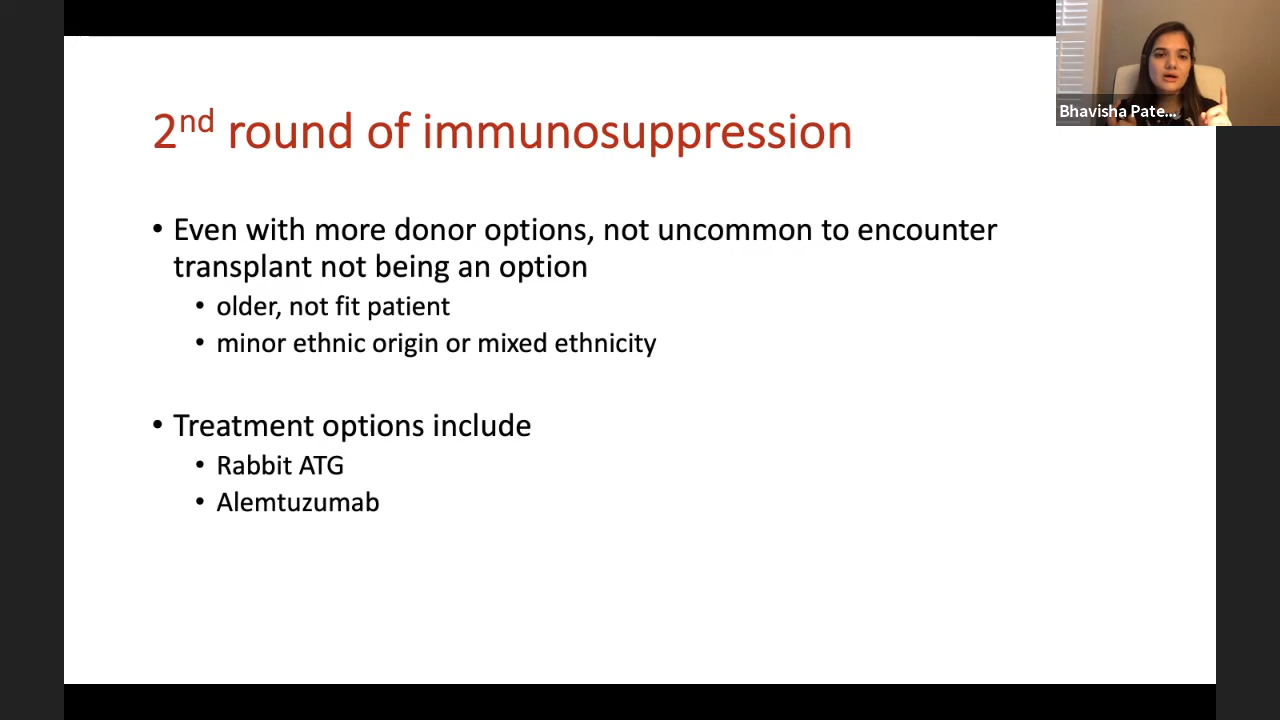 Bhavisha Pate...
2nd round of immunosuppression
• Even with more donor options, not uncommon to encounter
transplant not being an option
• older, not fit patient
• minor ethnic origin or mixed ethnicity
• Treatment options include
• Rabbit ATG
• Alemtuzumab